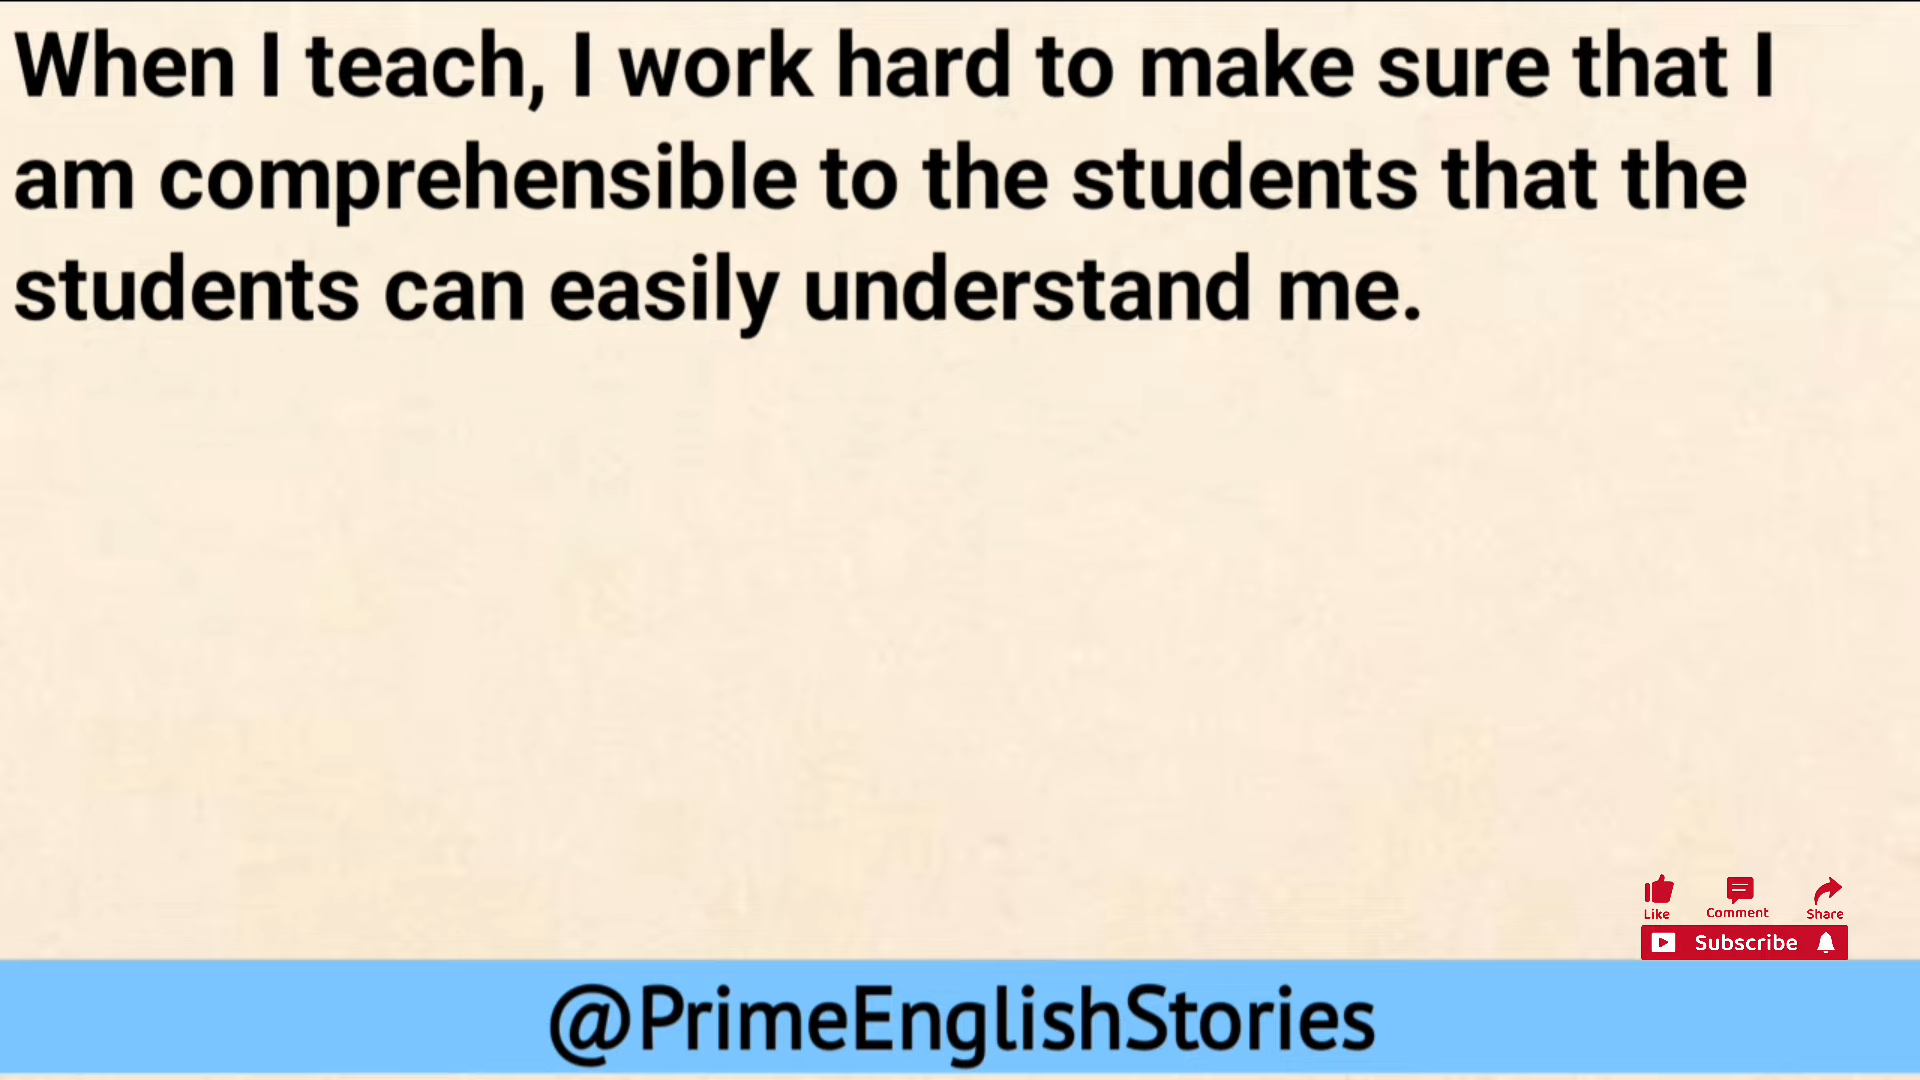 When I teach, I work hard to make sure that I
am comprehensible to the students that the
students can easily understand me.
Like Comment Share
Subscribe
@PrimeEnglishStories